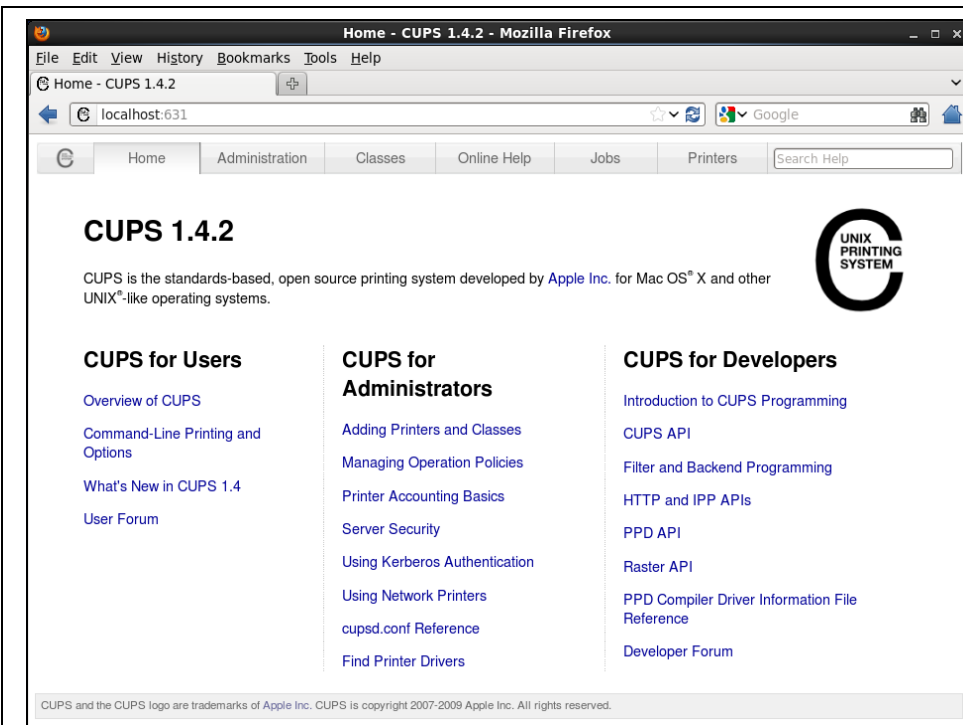 Home - CUPS 1.4.2 - Mozilla Firefox
File Edit View History Bookmarks Tools Help
Home - CUPS 1.4.2
localhost:631
Google
Home Administration Classes Online Help Jobs Printers Search Help
CUPS 1.4.2
CUPS is the standards-based, open source printing system developed by Apple Inc. for Mac OS® X and other
UNIX®-like operating systems.
UNIX
PRINTING
SYSTEM
CUPS for Users
Overview of CUPS
Command-Line Printing and
Options
What's New in CUPS 1.4
User Forum
CUPS for
Administrators
Adding Printers and Classes
Managing Operation Policies
Printer Accounting Basics
Server Security
Using Kerberos Authentication
Using Network Printers
cupsd.conf Reference
Find Printer Drivers
CUPS for Developers
Introduction to CUPS Programming
CUPS API
Filter and Backend Programming
HTTP and IPP APIs
PPD API
Raster API
PPD Compiler Driver Information File
Reference
Developer Forum
CUPS and the CUPS logo are trademarks of Apple Inc. CUPS is copyright 2007-2009 Apple Inc. All rights reserved.